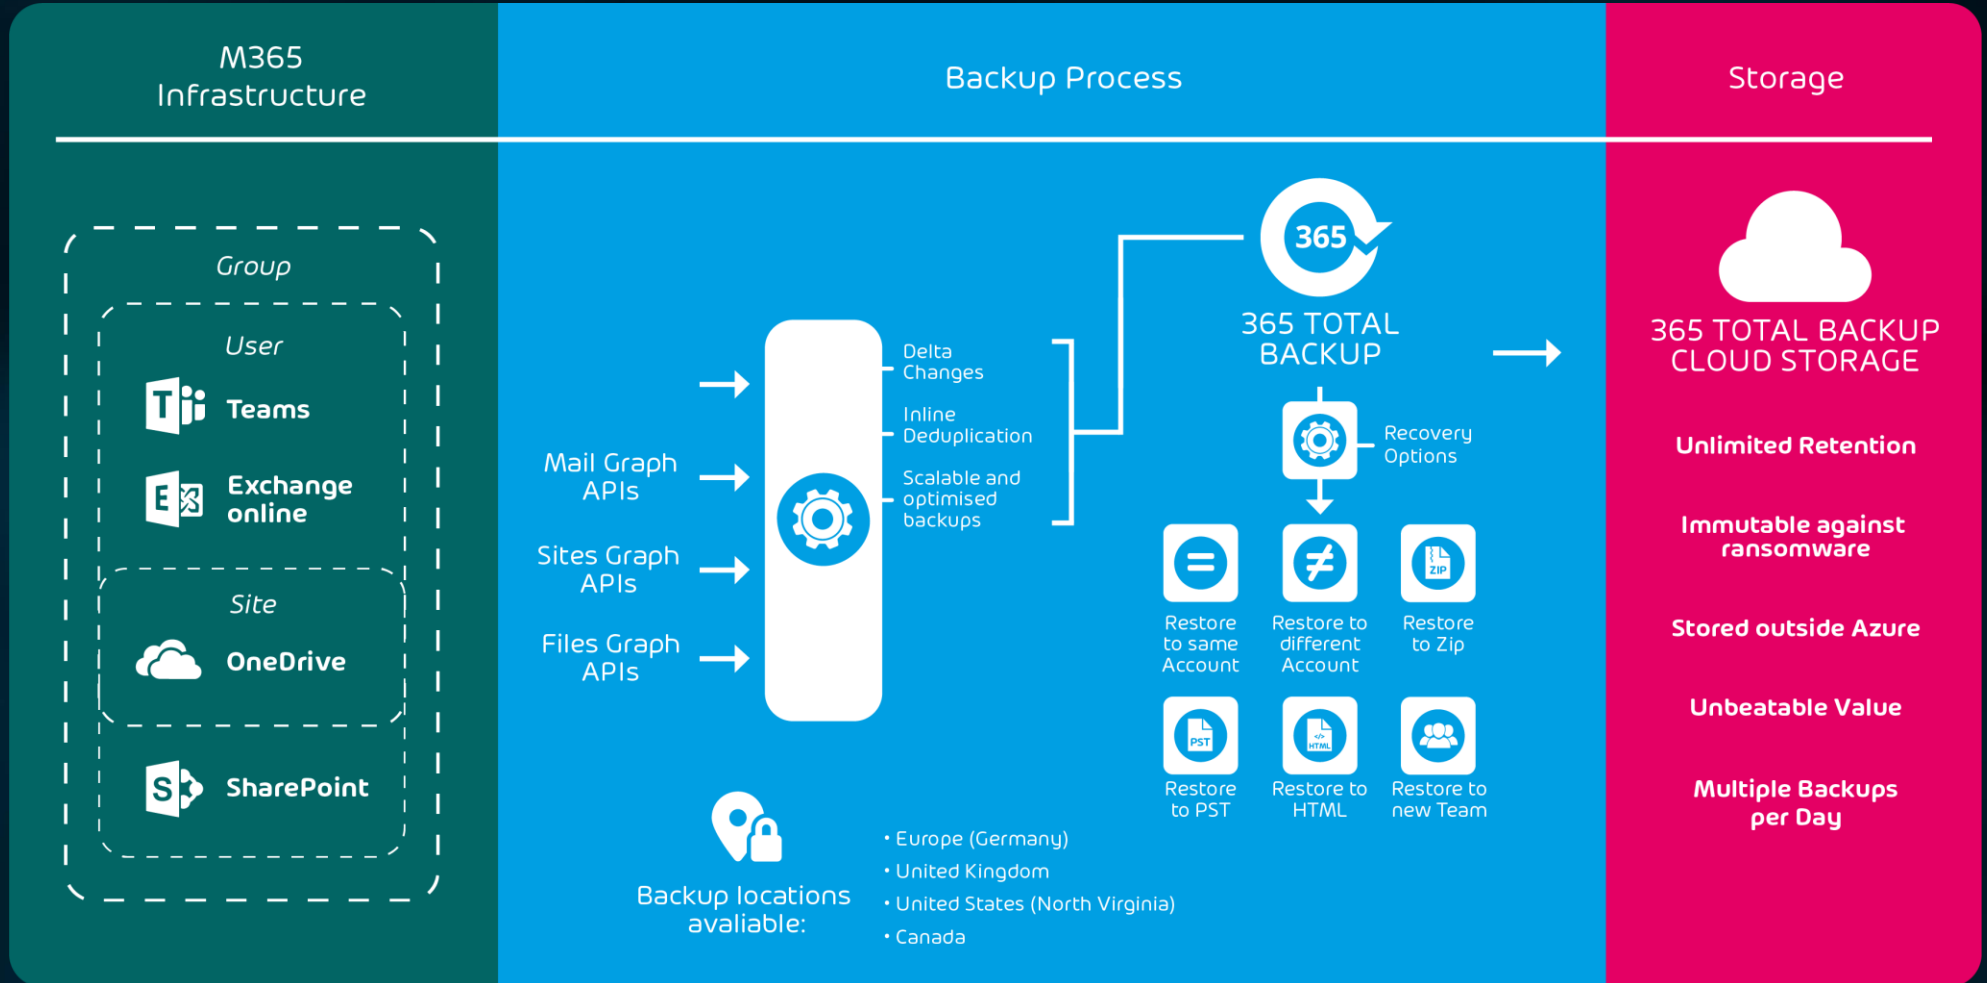 M365
Infrastructure
Backup Process
Storage
Group
User
T
Teams
E
Exchange
online
Site
OneDrive
S
SharePoint
Mail Graph
APIs
Sites Graph
APIs
Files Graph
APIs
Delta
Changes
Inline
Deduplication
Scalable and
optimised
backups
365
365 TOTAL
BACKUP
Recovery
Options
=
Restore
to same
Account
≠
Restore to
different
Account
ZIP
Restore
to Zip
PST
Restore
to PST
</>
HTML
Restore to
HTML
Restore to
new Team
Backup locations
avaliable:
• Europe (Germany)
• United Kingdom
• United States (North Virginia)
• Canada
365 TOTAL BACKUP
CLOUD STORAGE
Unlimited Retention
Immutable against
ransomware
Stored outside Azure
Unbeatable Value
Multiple Backups
per Day